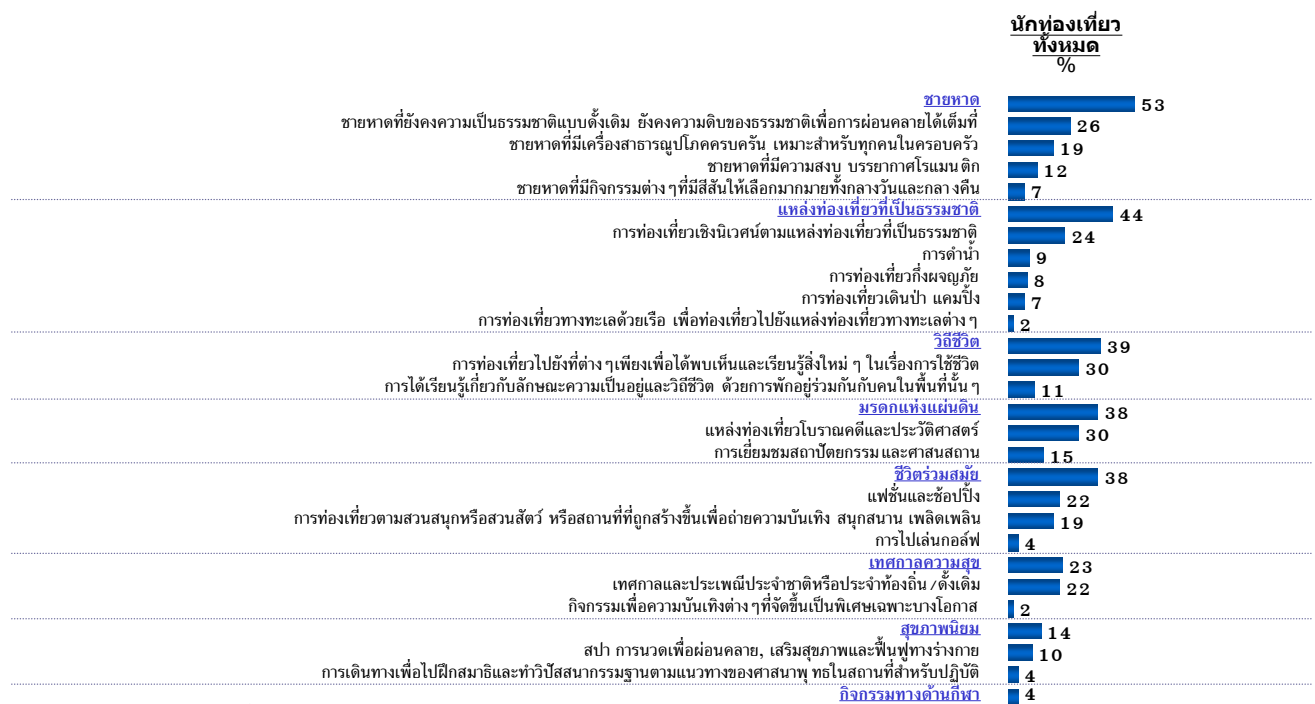 นักท่องเที่ยว
ทั้งหมด
%
ชายหาด 53
ชายหาดที่ยังคงความเป็นธรรมชาติแบบดั้งเดิม ยังคงความดิบของธรรมชาติเพื่อการผ่อนคลายได้เต็มที่ 26
ชายหาดที่มีเครื่องสาธารณูปโภคครบครัน เหมาะสำหรับทุกคนในครอบครัว 19
ชายหาดที่มีความสงบ บรรยากาศโรแมนติก 12
ชายหาดที่มีกิจกรรมต่างๆที่มีสีสันให้เลือกมากมายทั้งกลางวันและกลางคืน 7
แหล่งท่องเที่ยวที่เป็นธรรมชาติ 44
การท่องเที่ยวเชิงนิเวศน์ตามแหล่งท่องเที่ยวที่เป็นธรรมชาติ 24
การดำน้ำ 9
การท่องเที่ยวกึ่งผจญภัย 8
การท่องเที่ยวเดินป่า แคมปิ้ง 7
การท่องเที่ยวทางทะเลด้วยเรือ เพื่อท่องเที่ยวไปยังแหล่งท่องเที่ยวทางทะเลต่างๆ 2
วิถีชีวิต 39
การท่องเที่ยวไปยังที่ต่างๆเพียงเพื่อได้พบเห็นและเรียนรู้สิ่งใหม่ ๆ ในเรื่องการใช้ชีวิต 30
การได้เรียนรู้เกี่ยวกับลักษณะความเป็นอยู่และวิถีชีวิต ด้วยการพักอยู่ร่วมกันกับคนในพื้นที่นั้นๆ 11
มรดกแห่งแผ่นดิน 38
แหล่งท่องเที่ยวโบราณคดีและประวัติศาสตร์ 30
การเยี่ยมชมสถาปัตยกรรมและศาสนสถาน 15
ชีวิตร่วมสมัย 38
แฟชั่นและช้อปปิ้ง 22
การท่องเที่ยวตามสวนสนุกหรือสวนสัตว์ หรือสถานที่ที่ถูกสร้างขึ้นเพื่อถ่ายความบันเทิง สนุกสนาน เพลิดเพลิน 19
การไปเล่นกอล์ฟ 4
เทศกาลความสุข 23
เทศกาลและประเพณีประจำชาติหรือประจำท้องถิ่น/ดั้งเดิม 22
กิจกรรมเพื่อความบันเทิงต่างๆที่จัดขึ้นเป็นพิเศษเฉพาะบางโอกาส 2
สุขภาพนิยม 14
สปา การนวดเพื่อผ่อนคลาย, เสริมสุขภาพและฟื้นฟูทางร่างกาย 10
การเดินทางเพื่อไปฝึกสมาธิและทำวิปัสสนากรรมฐานตามแนวทางของศาสนาพุทธในสถานที่สำหรับปฏิบัติ 4
กิจกรรมทางด้านกีฬา 4